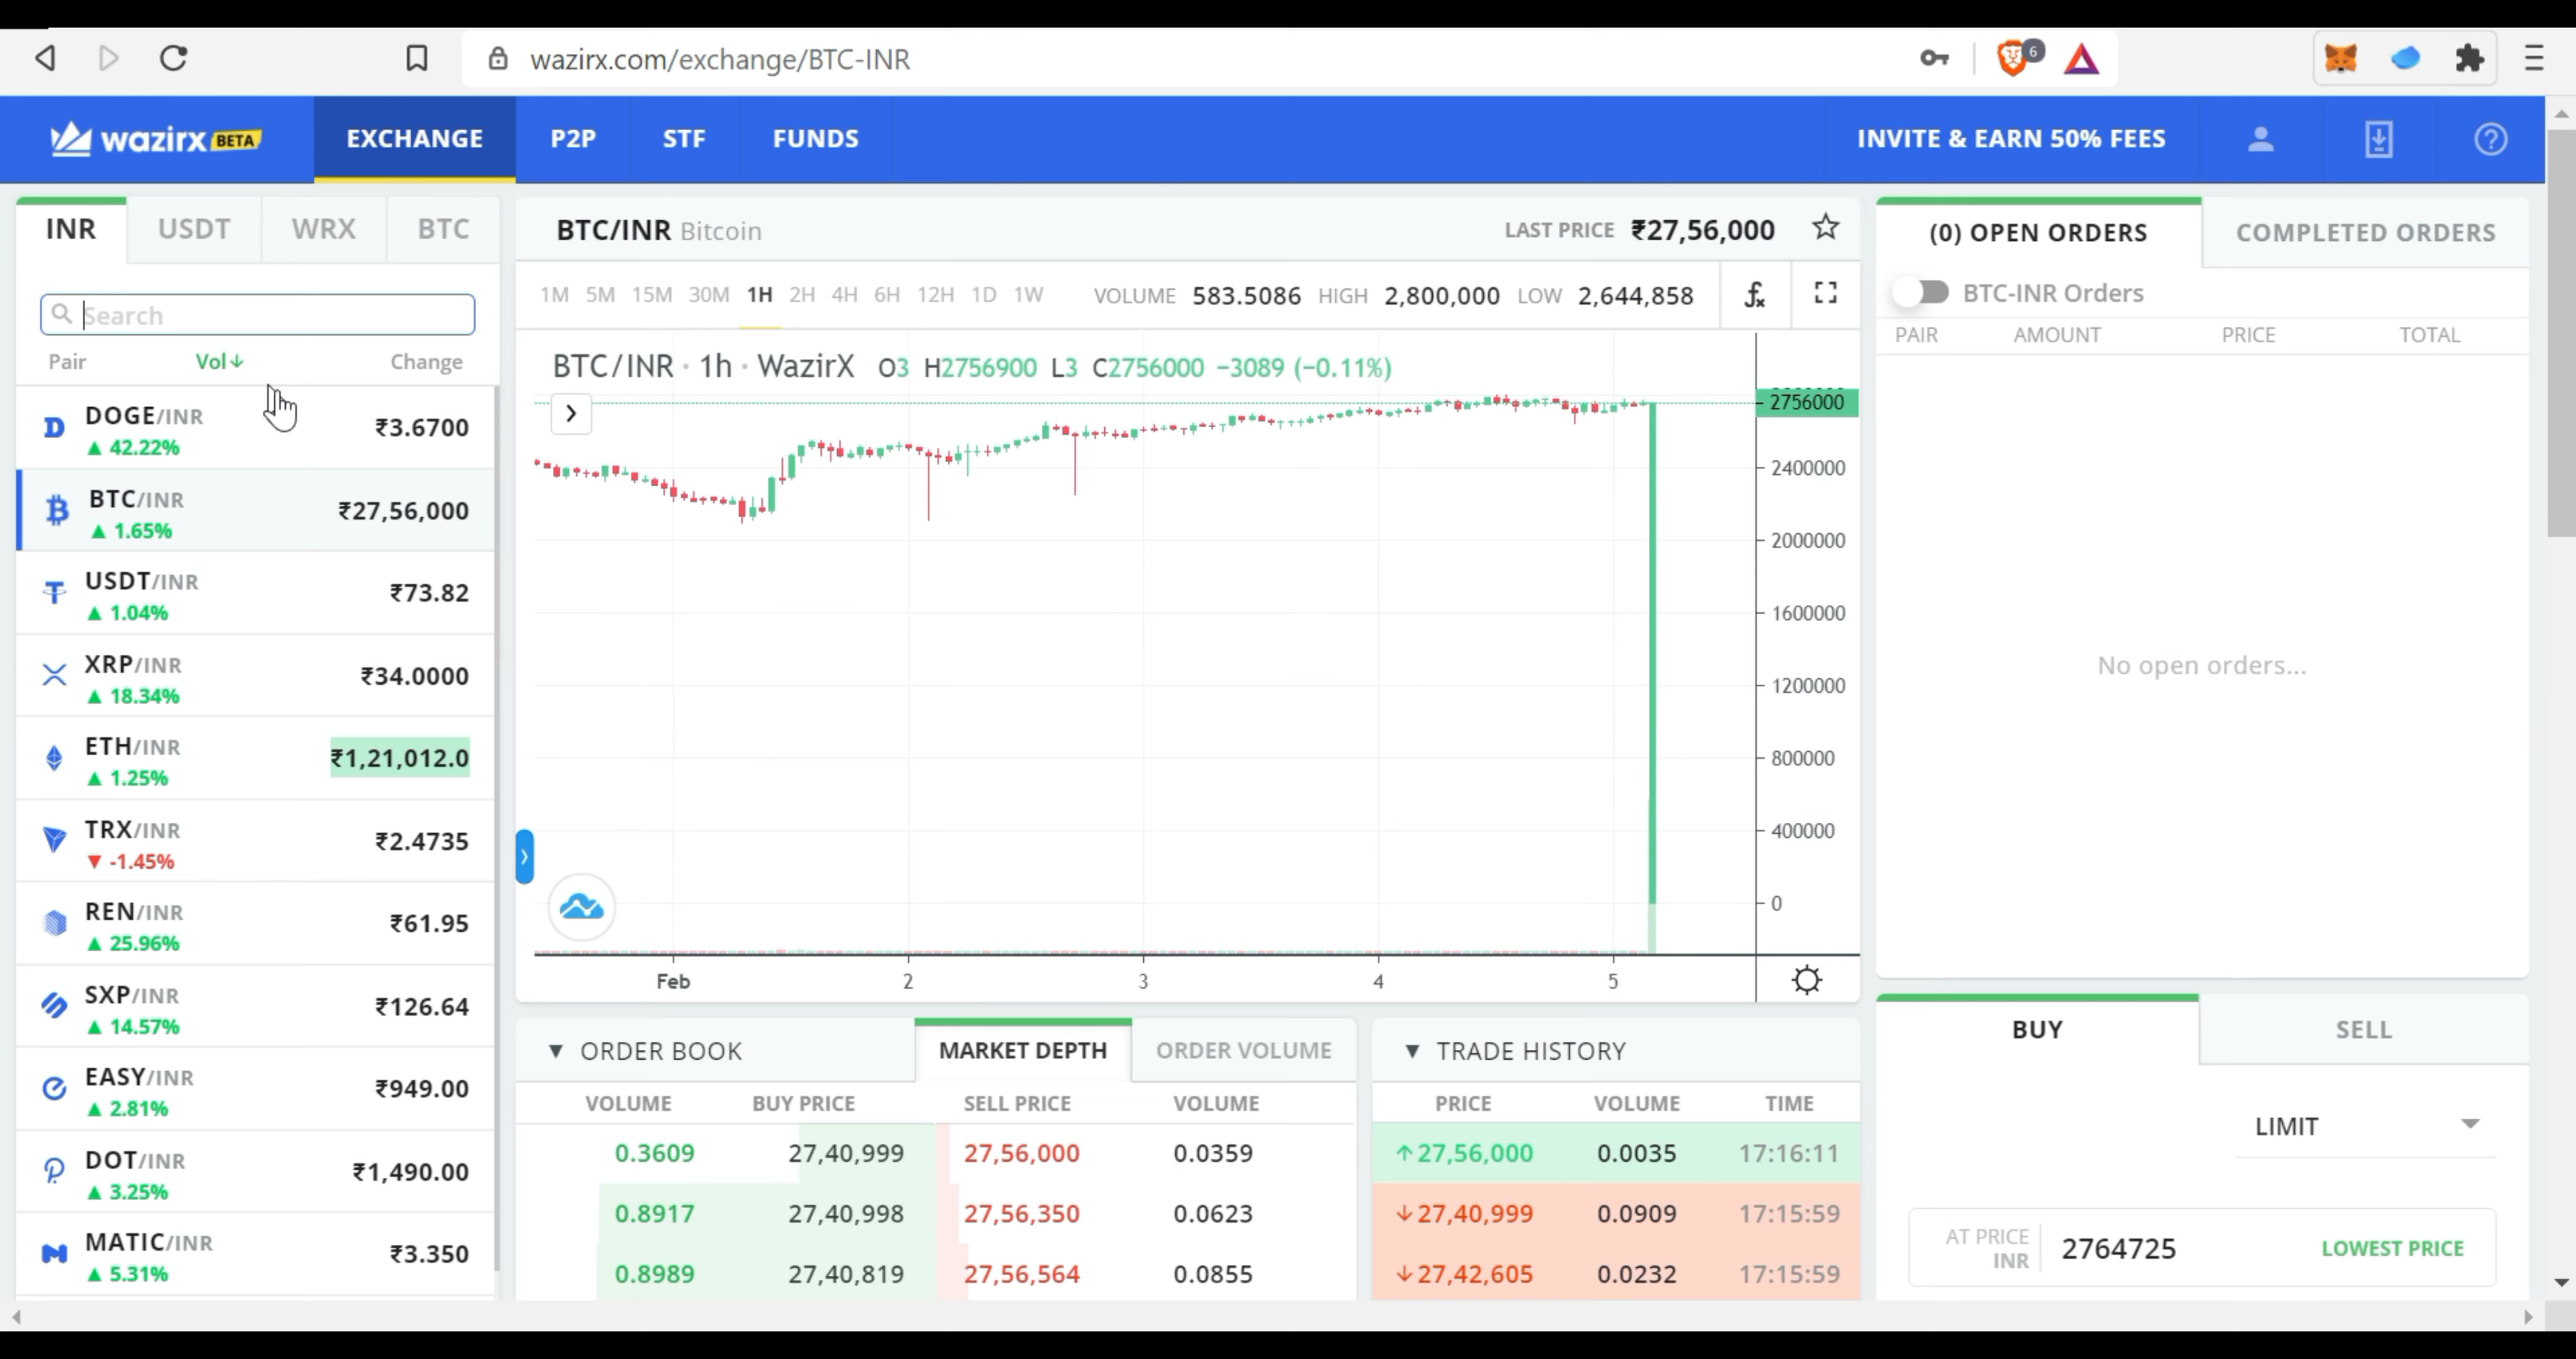 wazirx.com/exchange/BTC-INR
6
wazirx BETA
EXCHANGE
P2P
STF
FUNDS
INVITE & EARN 50% FEES
INR USDT WRX BTC
Search
Pair Vol↓ Change
DOGE/INR ₹3.6700
▲ 42.22%
BTC/INR ₹27,56,000
▲ 1.65%
USDT/INR ₹73.82
▲ 1.04%
XRP/INR ₹34.0000
▲ 18.34%
ETH/INR ₹1,21,012.0
▲ 1.25%
TRX/INR ₹2.4735
▼ -1.45%
REN/INR ₹61.95
▲ 25.96%
SXP/INR ₹126.64
▲ 14.57%
EASY/INR ₹949.00
▲ 2.81%
DOT/INR ₹1,490.00
▲ 3.25%
MATIC/INR ₹3.350
▲ 5.31%
BTC/INR Bitcoin LAST PRICE ₹27,56,000
1M 5M 15M 30M 1H 2H 4H 6H 12H 1D 1W VOLUME 583.5086 HIGH 2,800,000 LOW 2,644,858
BTC/INR · 1h · WazirX O3 H2756900 L3 C2756000 −3089 (−0.11%)
2756000
2400000
2000000
1600000
1200000
800000
400000
0
Feb 2 3 4 5
▼ ORDER BOOK MARKET DEPTH ORDER VOLUME
VOLUME BUY PRICE SELL PRICE VOLUME
0.3609 27,40,999 27,56,000 0.0359
0.8917 27,40,998 27,56,350 0.0623
0.8989 27,40,819 27,56,564 0.0855
▼ TRADE HISTORY
PRICE VOLUME TIME
↑ 27,56,000 0.0035 17:16:11
↓ 27,40,999 0.0909 17:15:59
↓ 27,42,605 0.0232 17:15:59
(0) OPEN ORDERS COMPLETED ORDERS
BTC-INR Orders
PAIR AMOUNT PRICE TOTAL
No open orders...
BUY SELL
LIMIT
AT PRICE
INR
2764725 LOWEST PRICE